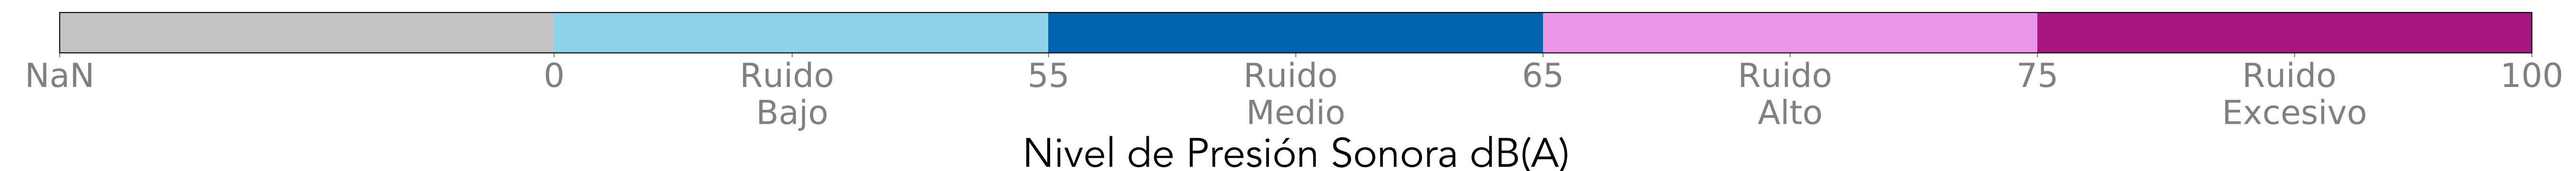 NaN 0 Ruido 55 Ruido 65 Ruido 75 Ruido 100
Bajo Medio Alto Excesivo
Nivel de Presión Sonora dB(A)